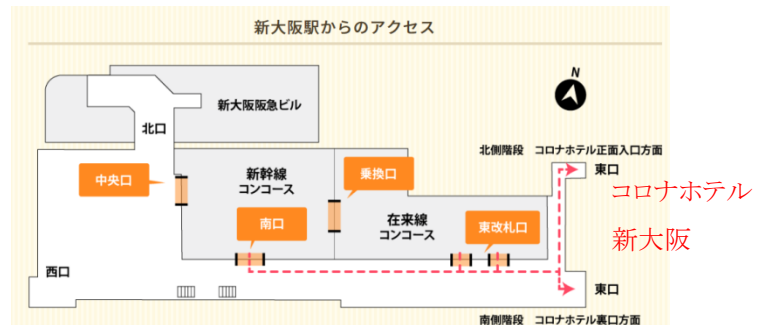 新大阪駅からのアクセス
N
新大阪阪急ビル
北口
北側階段 コロナホテル正面入口方面
東口
中央口
新幹線
コンコース
乗換口
コロナホテル
新大阪
南口
在来線
コンコース
東改札口
西口
東口
南側階段 コロナホテル裏口方面